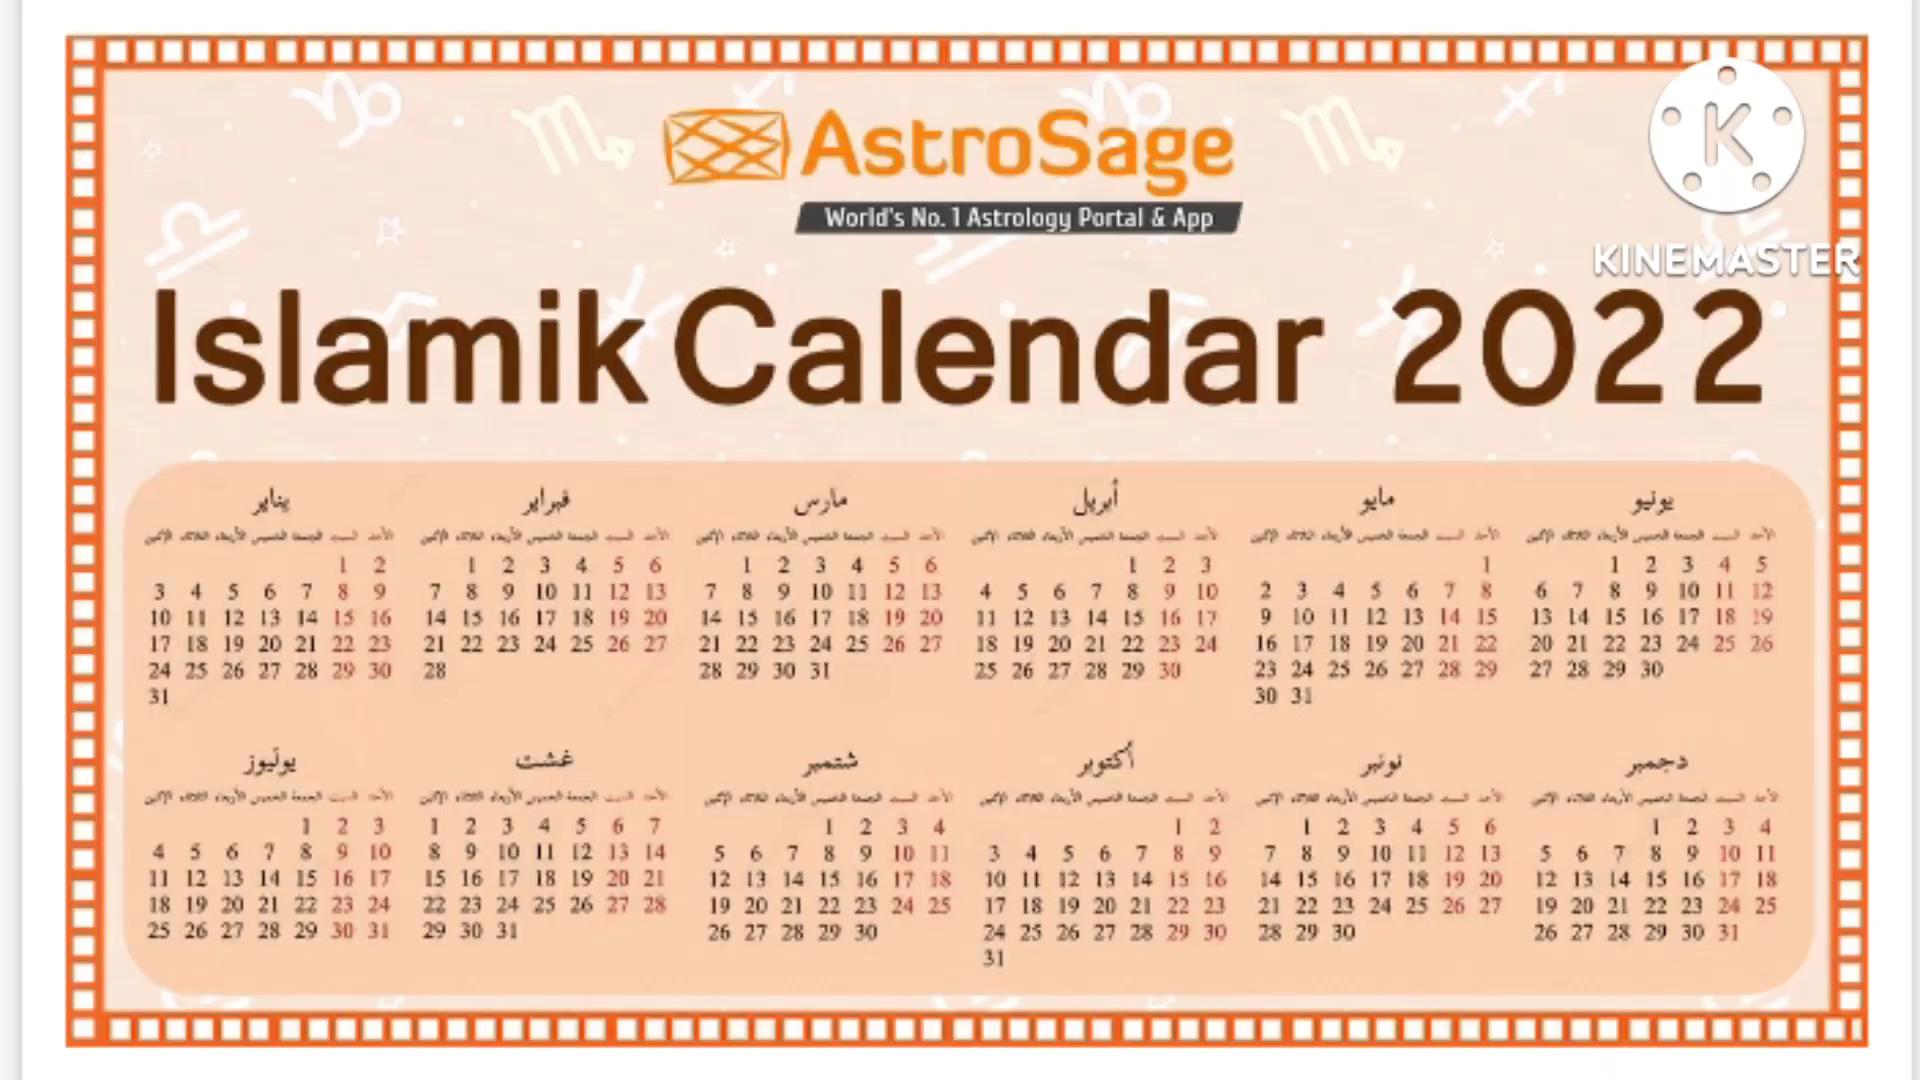 AstroSage
World's No. 1 Astrology Portal & App
K
KINEMASTER
Islamik Calendar 2022
يناير
1 2
3 4 5 6 7 8 9
10 11 12 13 14 15 16
17 18 19 20 21 22 23
24 25 26 27 28 29 30
31
فبراير
1 2 3 4 5 6
7 8 9 10 11 12 13
14 15 16 17 18 19 20
21 22 23 24 25 26 27
28
مارس
1 2 3 4 5 6
7 8 9 10 11 12 13
14 15 16 17 18 19 20
21 22 23 24 25 26 27
28 29 30 31
أبريل
1 2 3
4 5 6 7 8 9 10
11 12 13 14 15 16 17
18 19 20 21 22 23 24
25 26 27 28 29 30
مايو
1
2 3 4 5 6 7 8
9 10 11 12 13 14 15
16 17 18 19 20 21 22
23 24 25 26 27 28 29
30 31
يونيو
1 2 3 4 5
6 7 8 9 10 11 12
13 14 15 16 17 18 19
20 21 22 23 24 25 26
27 28 29 30
يوليوز
1 2 3
4 5 6 7 8 9 10
11 12 13 14 15 16 17
18 19 20 21 22 23 24
25 26 27 28 29 30 31
غشت
1 2 3 4 5 6 7
8 9 10 11 12 13 14
15 16 17 18 19 20 21
22 23 24 25 26 27 28
29 30 31
شتمبر
1 2 3 4
5 6 7 8 9 10 11
12 13 14 15 16 17 18
19 20 21 22 23 24 25
26 27 28 29 30
أكتوبر
1 2
3 4 5 6 7 8 9
10 11 12 13 14 15 16
17 18 19 20 21 22 23
24 25 26 27 28 29 30
31
نونبر
1 2 3 4 5 6
7 8 9 10 11 12 13
14 15 16 17 18 19 20
21 22 23 24 25 26 27
28 29 30
دجمبر
1 2 3 4
5 6 7 8 9 10 11
12 13 14 15 16 17 18
19 20 21 22 23 24 25
26 27 28 29 30 31